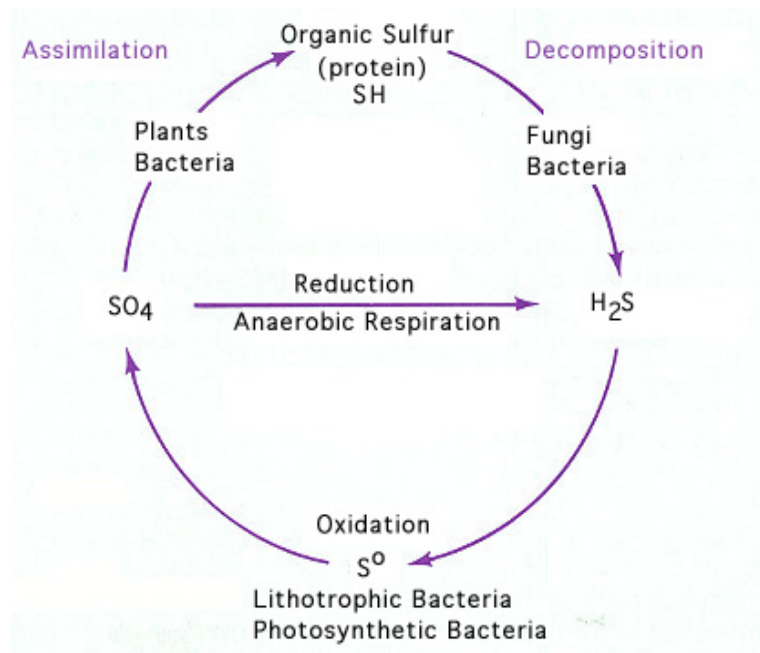 Assimilation
Organic Sulfur
(protein)
SH
Decomposition
Plants
Bacteria
Fungi
Bacteria
SO4
Reduction
Anaerobic Respiration
H2S
Oxidation
S⁰
Lithotrophic Bacteria
Photosynthetic Bacteria